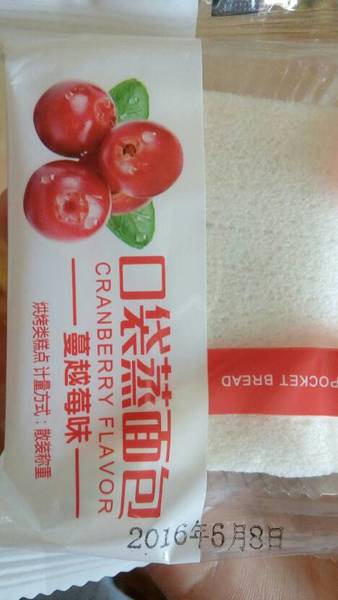 口袋蒸面包
CRANBERRY FLAVOR
蔓越莓味
烘烤类糕点 计量方式：散装称重
POCKET BREAD
2016年6月8日